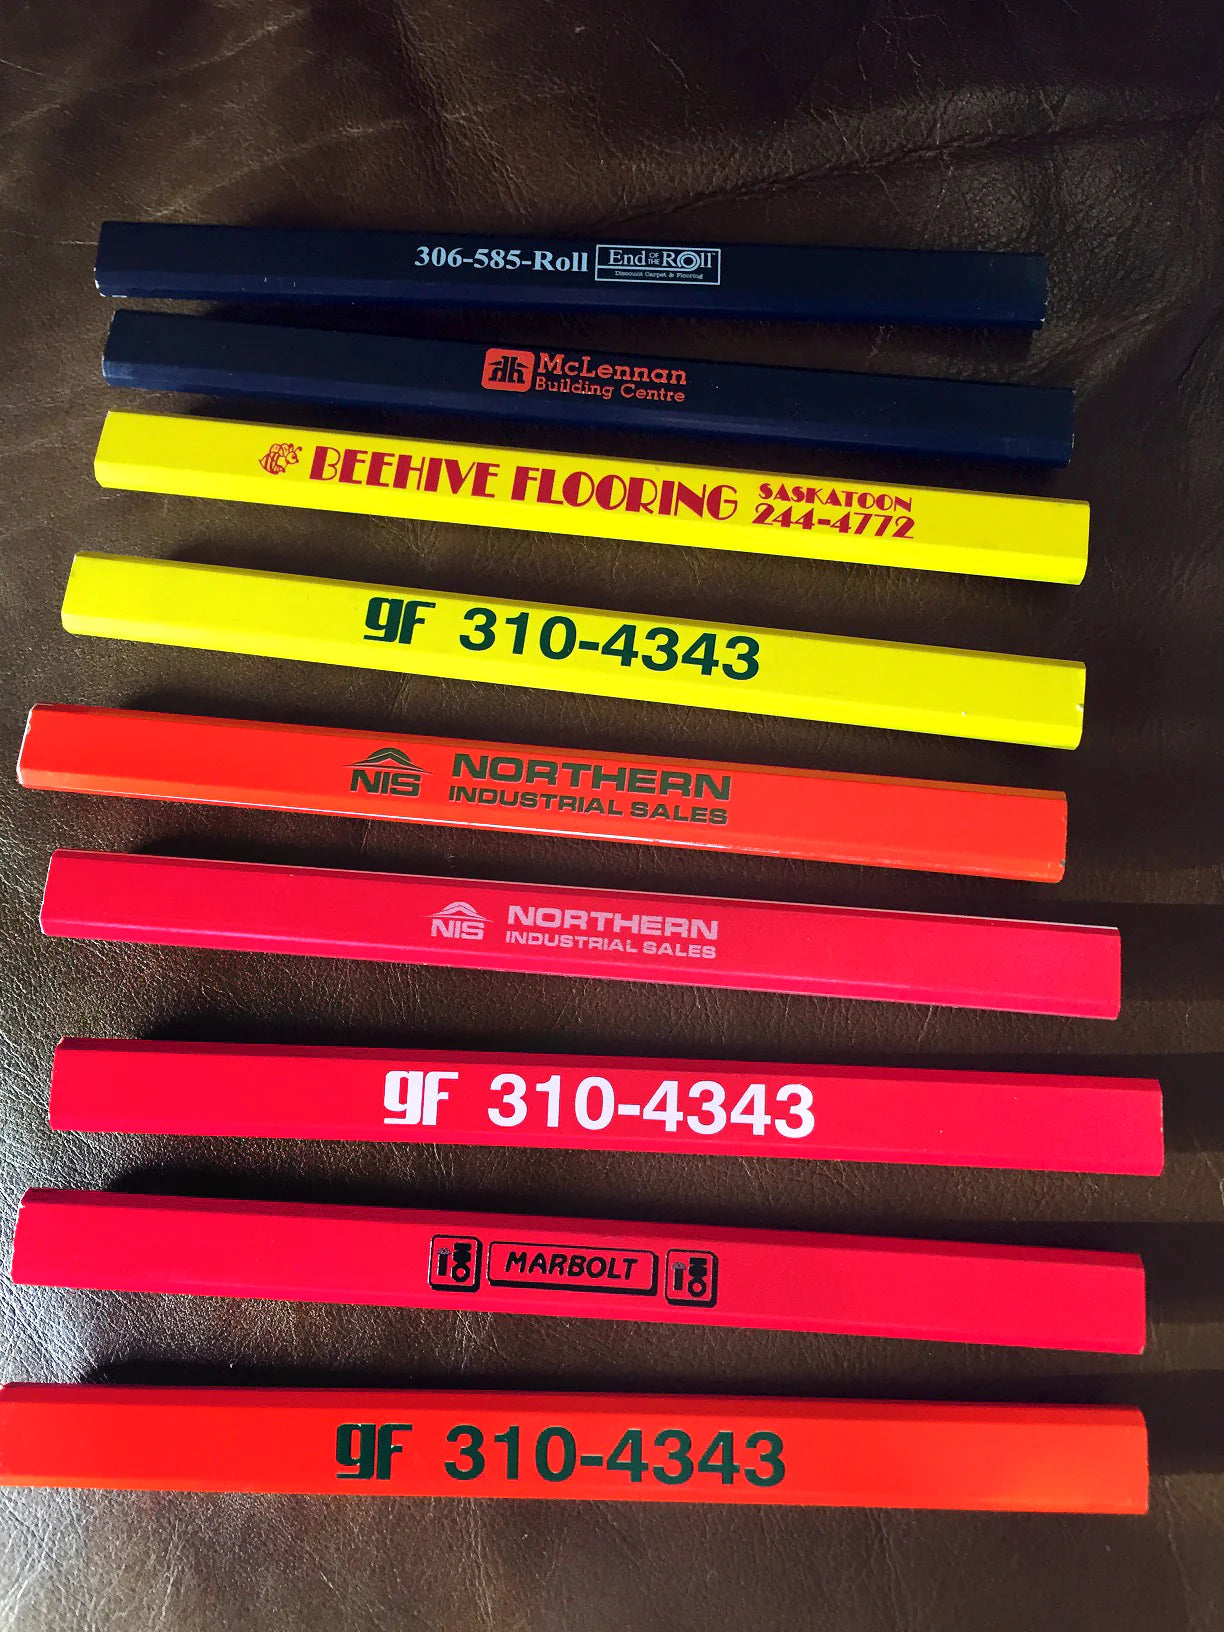 306-585-Roll End OF THE Roll
Discount Carpet & Flooring
McLennan
Building Centre
BEEHIVE FLOORING SASKATOON
244-4772
gf 310-4343
NIS NORTHERN
INDUSTRIAL SALES
NIS NORTHERN
INDUSTRIAL SALES
gf 310-4343
MARBOLT
gf 310-4343